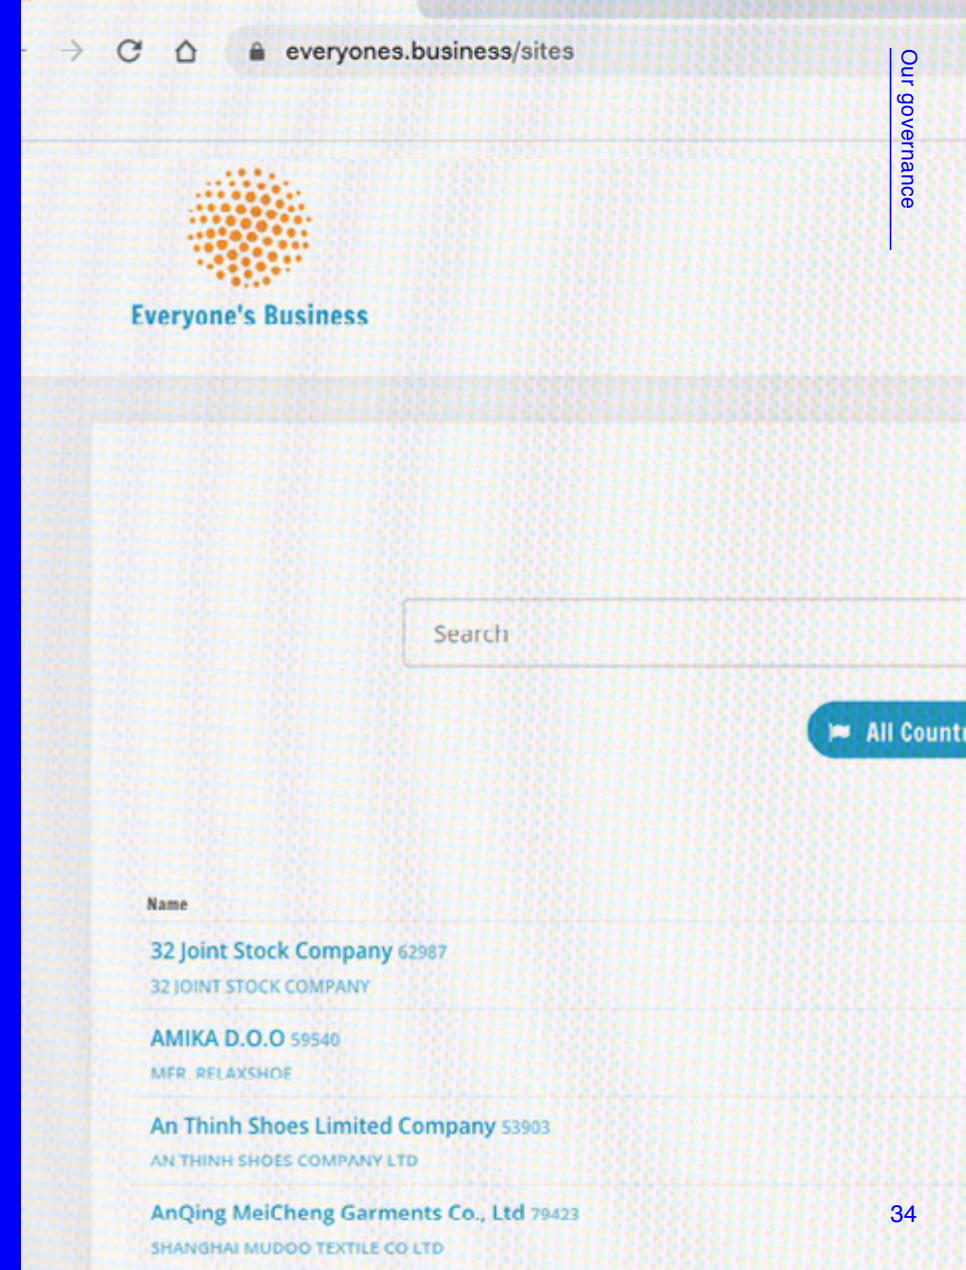 everyones.business/sites
Our governance
Everyone's Business
Search
All Countr
Name
32 Joint Stock Company 62987
32 JOINT STOCK COMPANY
AMIKA D.O.O 59540
MFR. RELAXSHOE
An Thinh Shoes Limited Company 53903
AN THINH SHOES COMPANY LTD
AnQing MeiCheng Garments Co., Ltd 79423
SHANGHAI MUDOO TEXTILE CO LTD
34